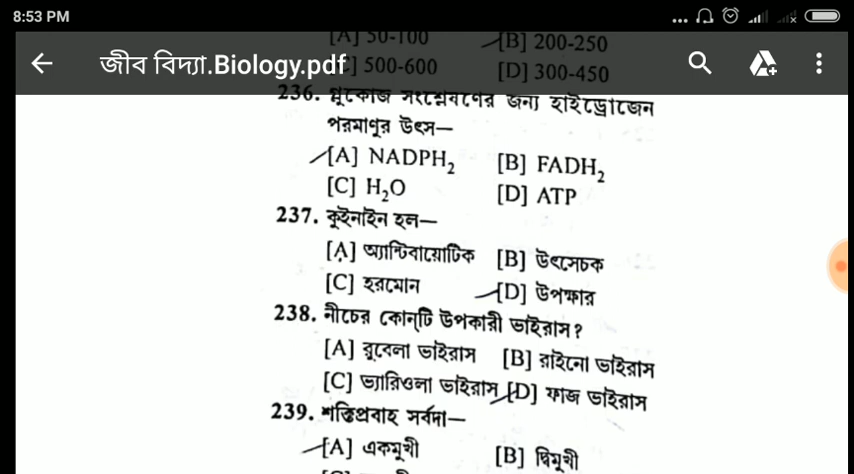 8:53 PM
[A] 50-100 [B] 200-250
জীব বিদ্যা.Biology.pdf
[C] 500-600 [D] 300-450
236. গ্লুকোজ সংশ্লেষণের জন্য হাইড্রোজেন
পরমাণুর উৎস—
[A] NADPH₂ [B] FADH₂
[C] H₂O [D] ATP
237. কুইনাইন হল—
[A] অ্যান্টিবায়োটিক [B] উৎসেচক
[C] হরমোন [D] উপক্ষার
238. নীচের কোন্‌টি উপকারী ভাইরাস?
[A] রুবেলা ভাইরাস [B] রাইনো ভাইরাস
[C] ভ্যারিওলা ভাইরাস [D] ফাজ ভাইরাস
239. শক্তিপ্রবাহ সর্বদা—
[A] একমুখী [B] দ্বিমুখী